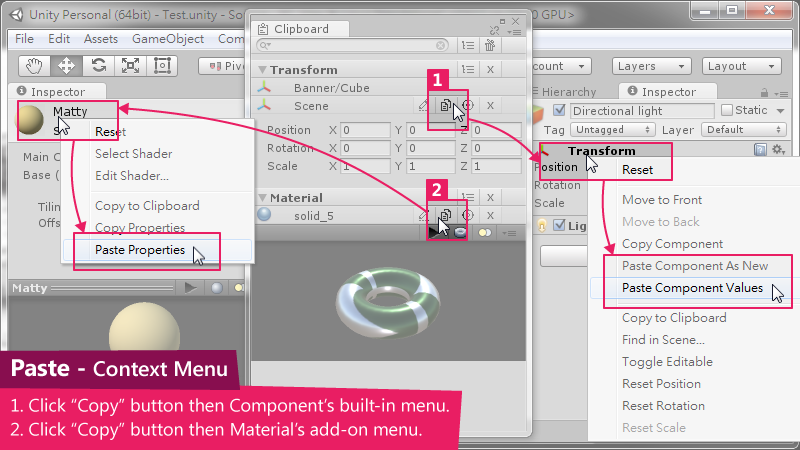 Unity Personal (64bit) - Test.unity - So
GPU>
File Edit Assets GameObject Com
Pive
ount
Layers
Layout
Inspector
Matty
Reset
Select Shader
Edit Shader...
Copy to Clipboard
Copy Properties
Paste Properties
Main C
Base (
Tilin
Offs
Matty
Clipboard
Transform
X
Banner/Cube
Scene
X
Position X 0 Y 0 Z 0
Rotation X 0 Y 0 Z 0
Scale X 1 Y 1 Z 1
Material
X
solid_5
X
1
2
Hierarchy
Inspector
Directional light
Static
Tag Untagged Layer Default
Transform
Position
Rotation
Scale
Ligh
Reset
Move to Front
Move to Back
Copy Component
Paste Component As New
Paste Component Values
Copy to Clipboard
Find in Scene...
Toggle Editable
Reset Position
Reset Rotation
Reset Scale
Paste - Context Menu
1. Click “Copy” button then Component’s built-in menu.
2. Click “Copy” button then Material’s add-on menu.